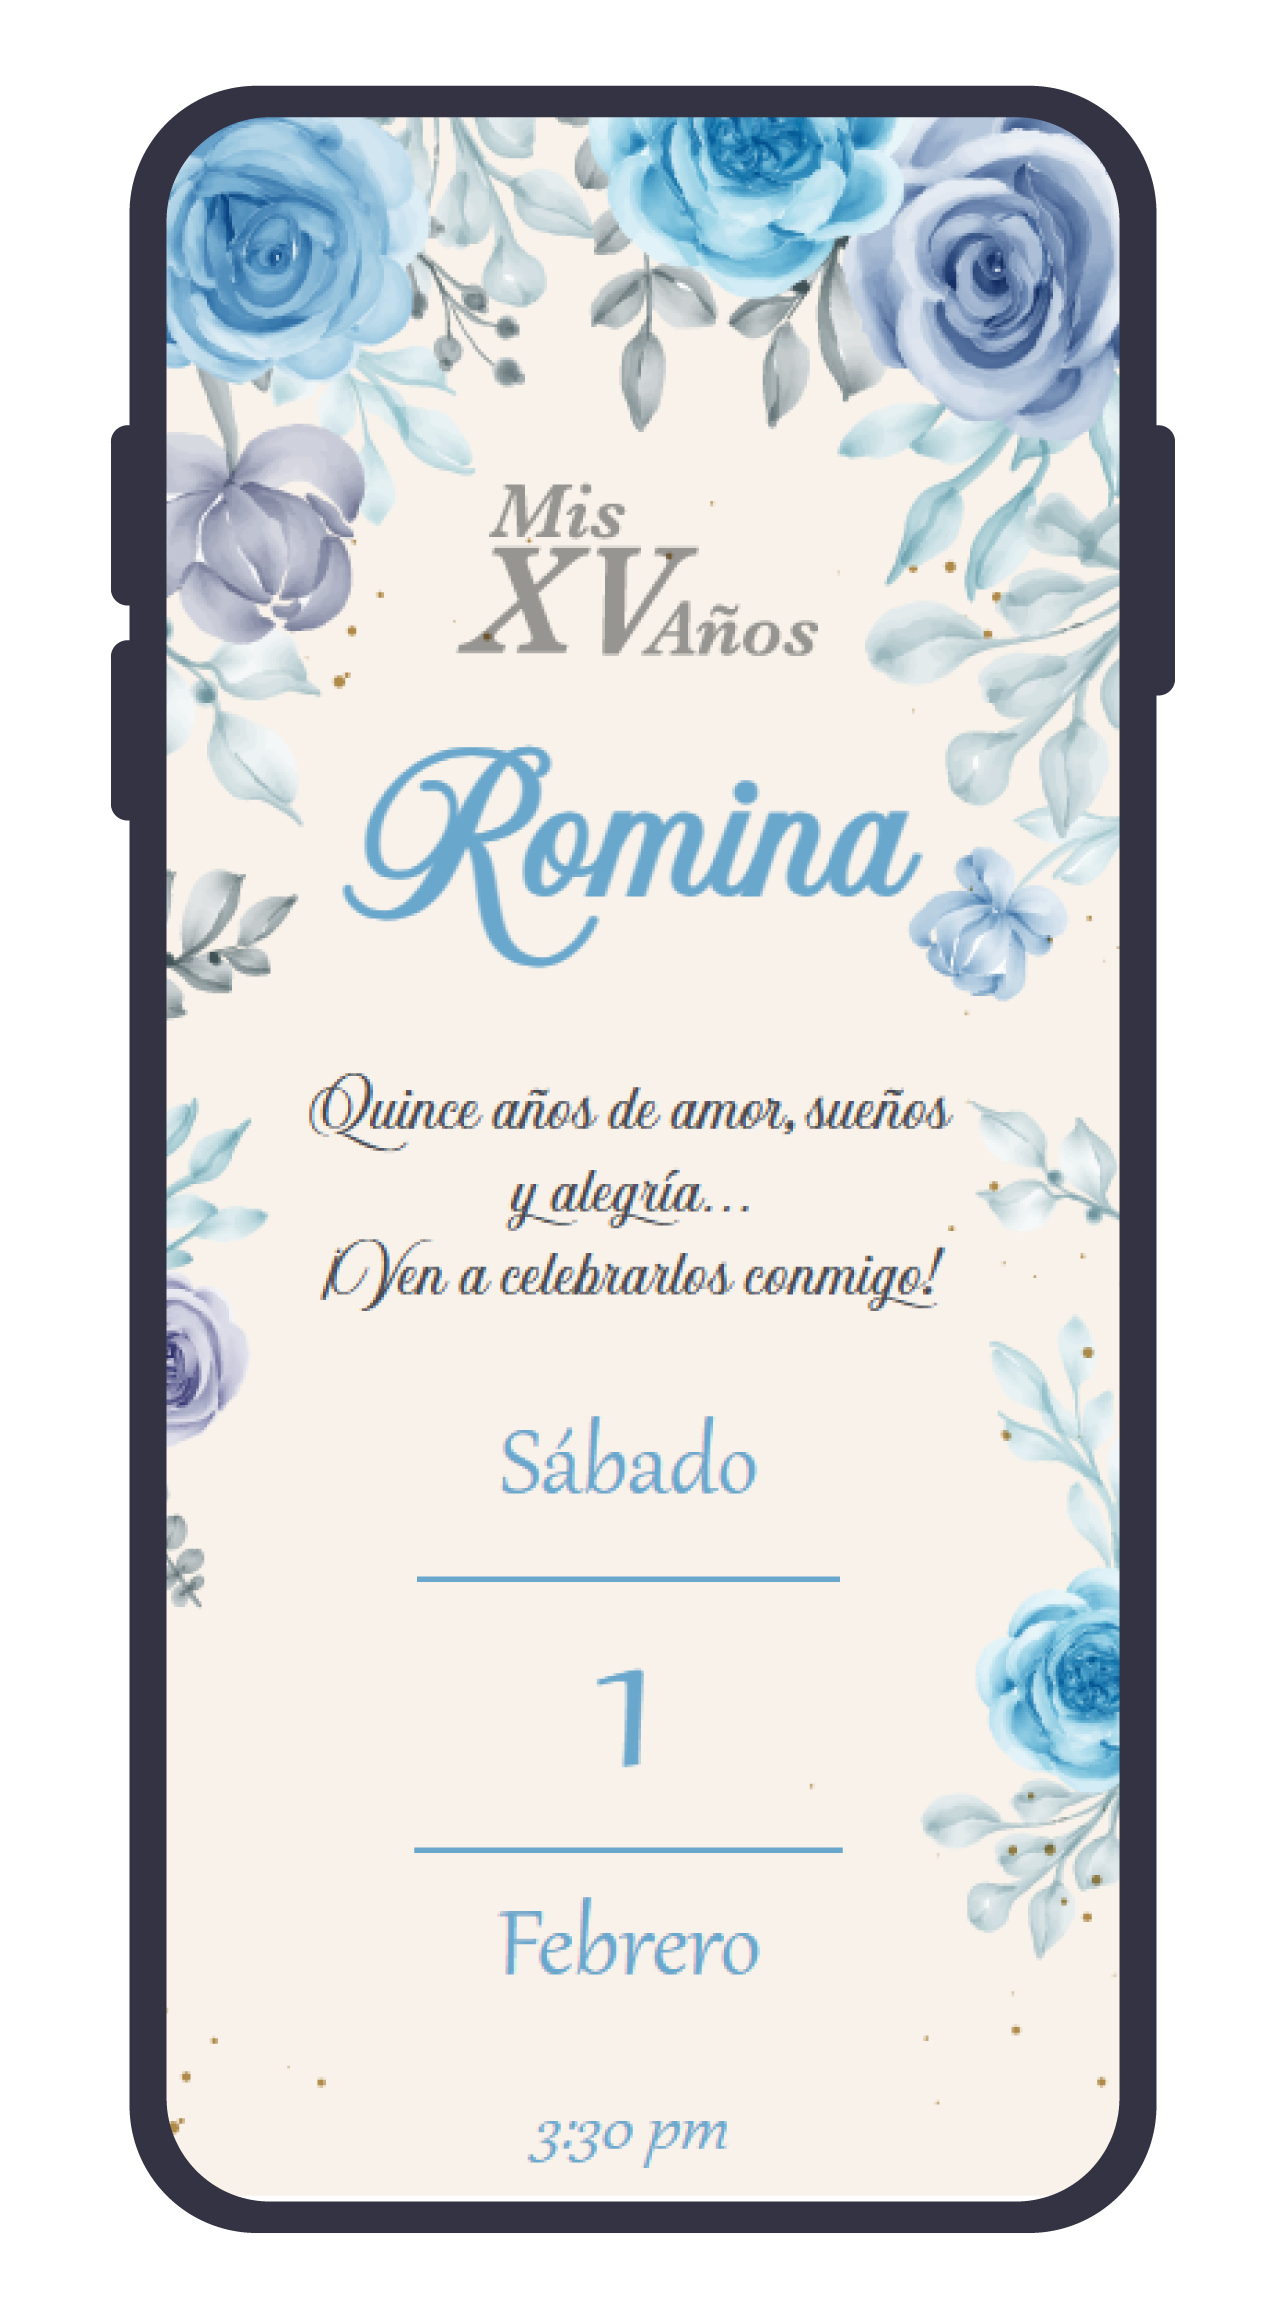 Mis
XV Años
Romina
Quince años de amor, sueños
y alegría...
¡Ven a celebrarlos conmigo!
Sábado
1
Febrero
3:30 pm